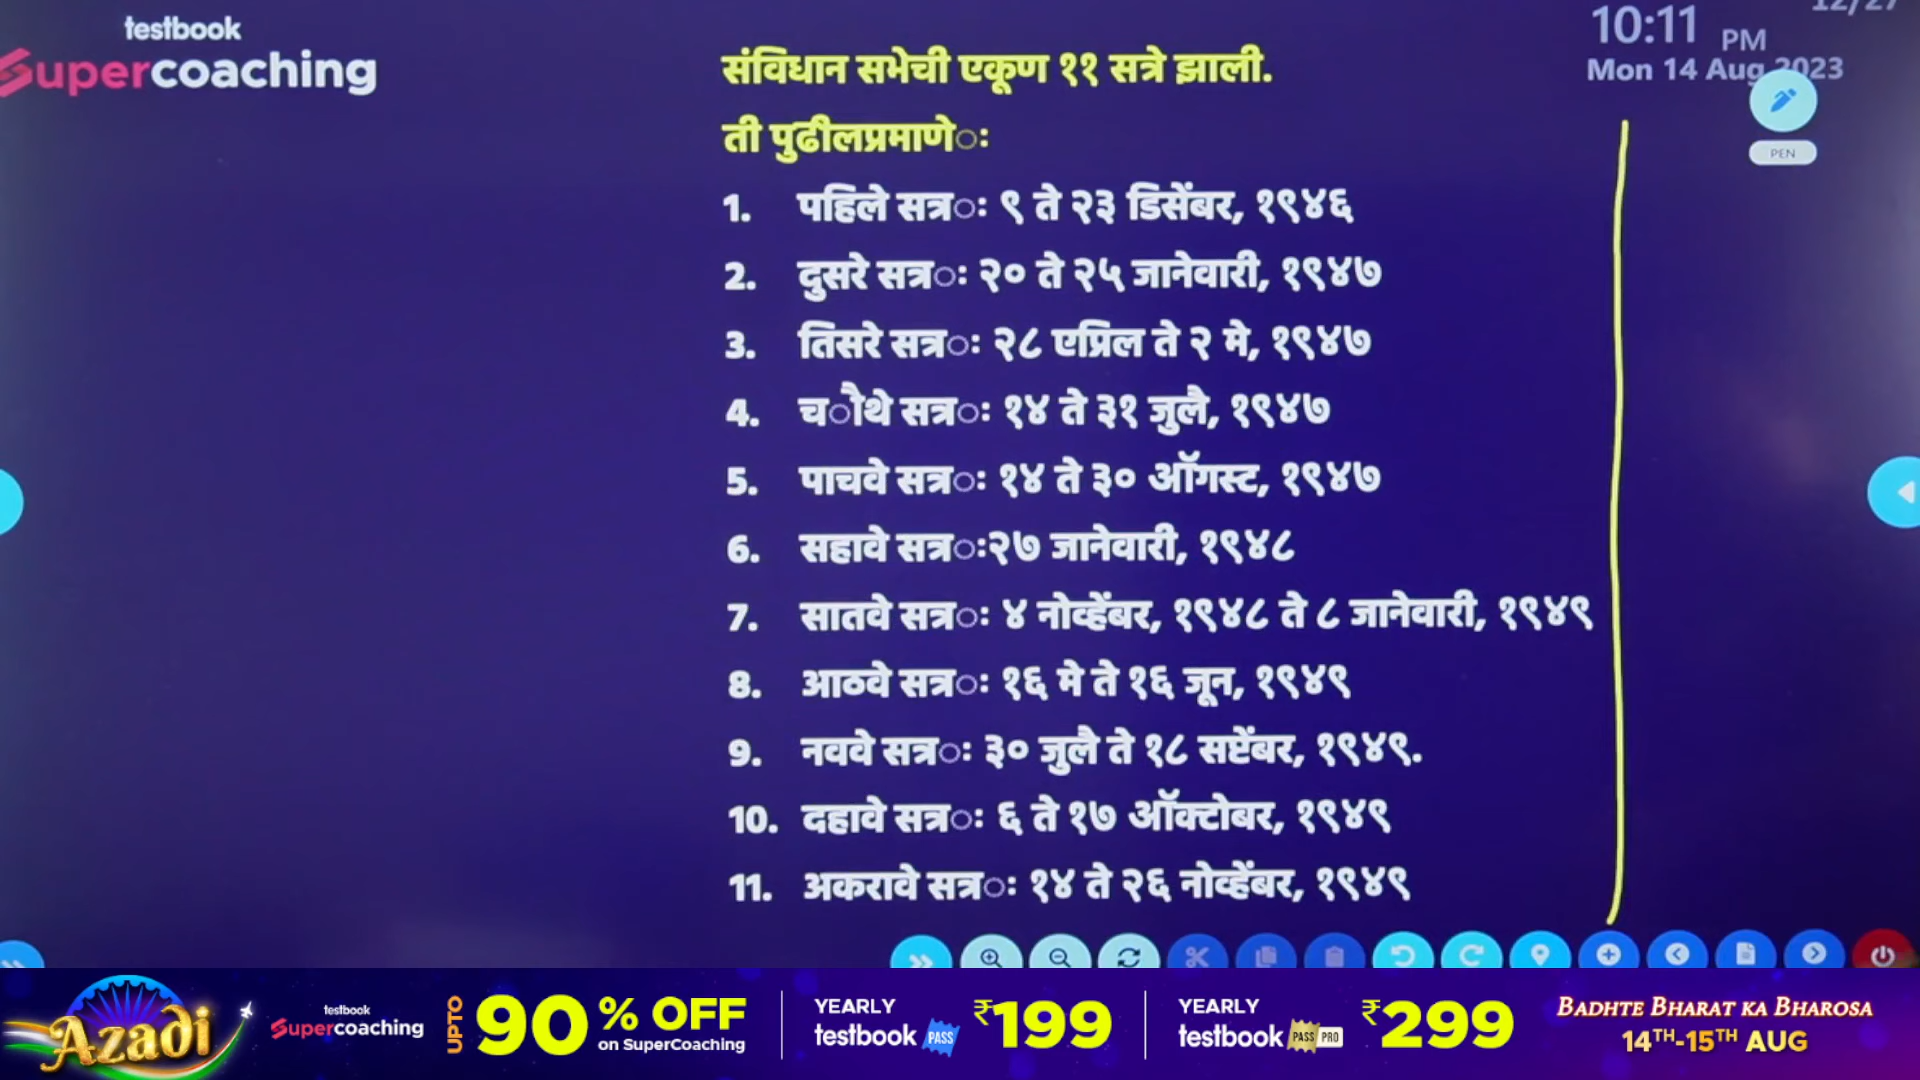 testbook
Supercoaching
12/27
10:11 PM
Mon 14 Aug 2023
PEN
संविधान सभेची एकूण ११ सत्रे झाली.
ती पुढीलप्रमाणेः
1. पहिले सत्रः ९ ते २३ डिसेंबर, १९४६
2. दुसरे सत्रः २० ते २५ जानेवारी, १९४७
3. तिसरे सत्रः २८ एप्रिल ते २ मे, १९४७
4. चौथे सत्रः १४ ते ३१ जुलै, १९४७
5. पाचवे सत्रः १४ ते ३० ऑगस्ट, १९४७
6. सहावे सत्रः२७ जानेवारी, १९४८
7. सातवे सत्रः ४ नोव्हेंबर, १९४८ ते ८ जानेवारी, १९४९
8. आठवे सत्रः १६ मे ते १६ जून, १९४९
9. नववे सत्रः ३० जुलै ते १८ सप्टेंबर, १९४९.
10. दहावे सत्रः ६ ते १७ ऑक्टोबर, १९४९
11. अकरावे सत्रः १४ ते २६ नोव्हेंबर, १९४९
Azadi
testbook
Supercoaching
UPTO 90% OFF
on SuperCoaching
YEARLY
testbook PASS
₹199
YEARLY
testbook PASS PRO
₹299
BADHTE BHARAT KA BHAROSA
14TH-15TH AUG